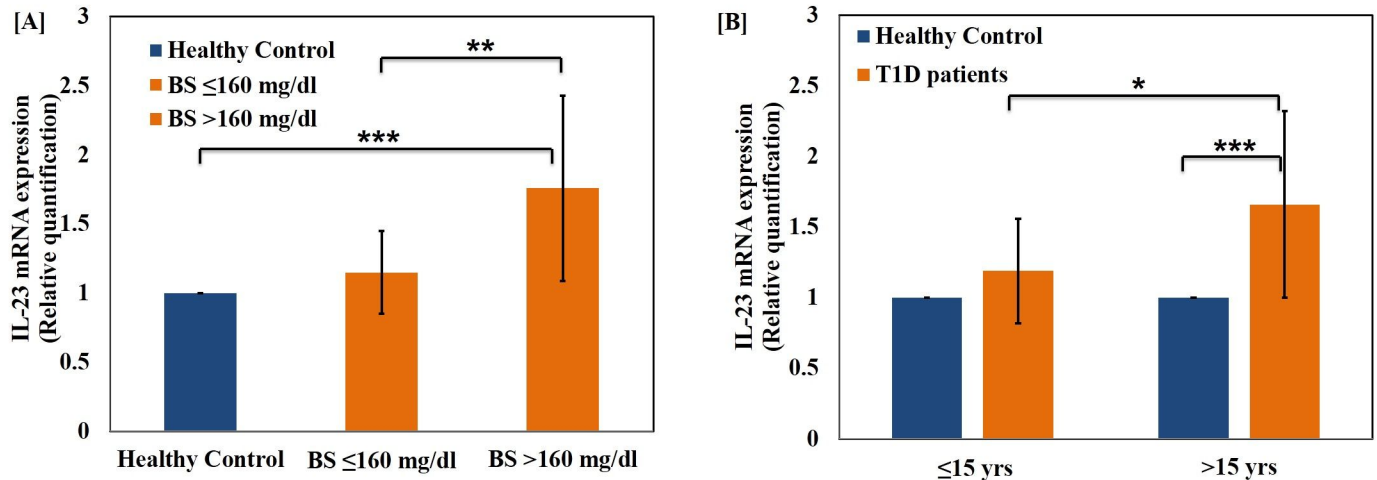 [A]
IL-23 mRNA expression
(Relative quantification)
3
2.5
2
1.5
1
0.5
0
Healthy Control
BS ≤160 mg/dl
BS >160 mg/dl
**
***
Healthy Control
BS ≤160 mg/dl
BS >160 mg/dl
[B]
IL-23 mRNA expression
(Relative quantification)
3
2.5
2
1.5
1
0.5
0
Healthy Control
T1D patients
*
***
≤15 yrs
>15 yrs